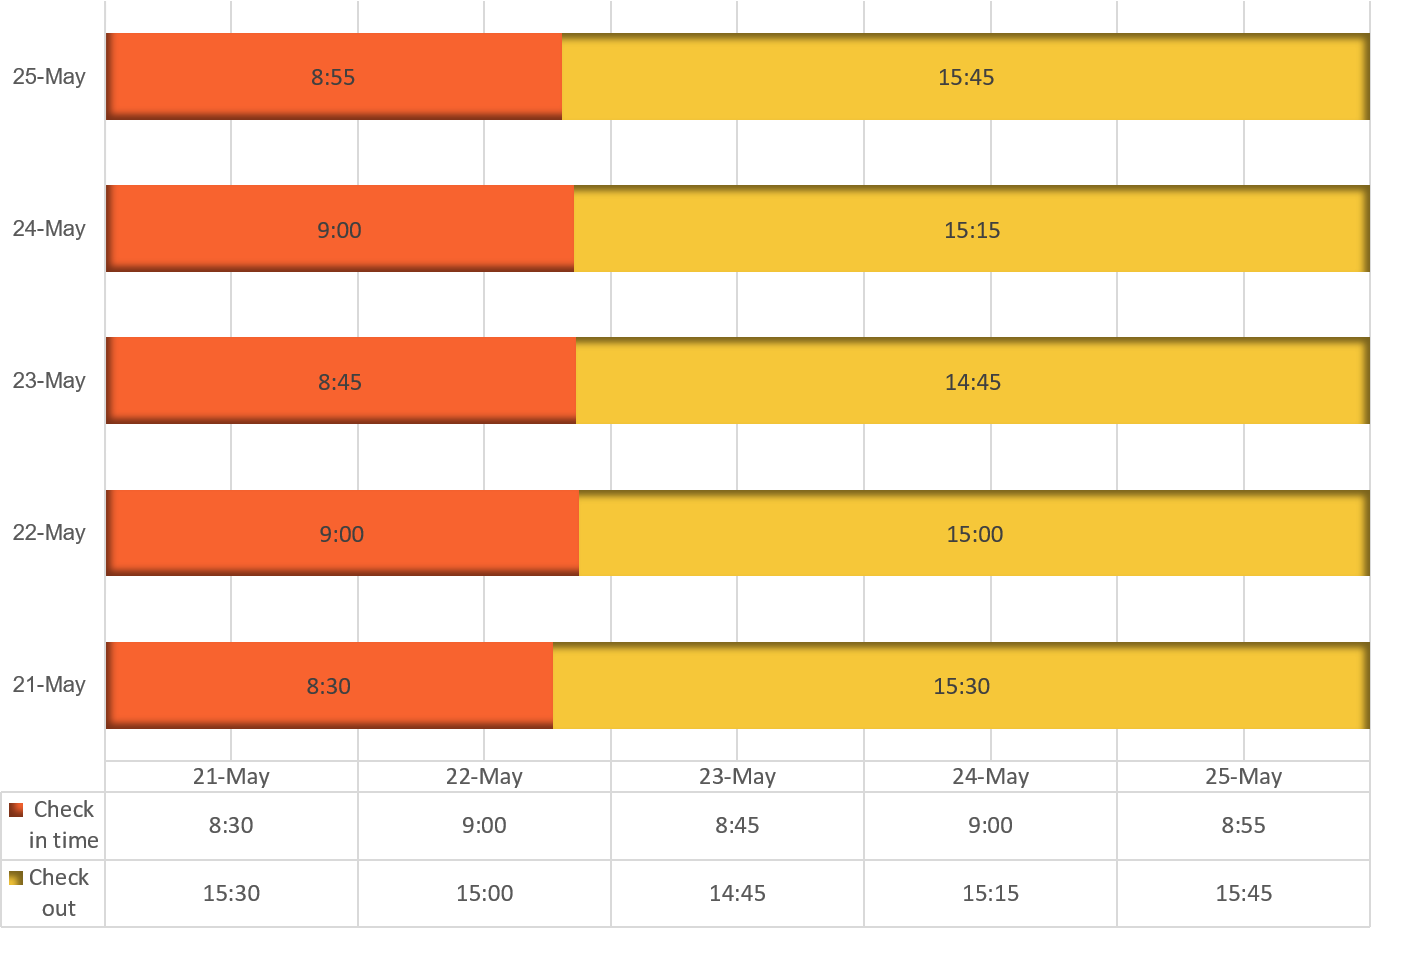 25-May 8:55 15:45
24-May 9:00 15:15
23-May 8:45 14:45
22-May 9:00 15:00
21-May 8:30 15:30
21-May 22-May 23-May 24-May 25-May
Check
in time 8:30 9:00 8:45 9:00 8:55
Check
out 15:30 15:00 14:45 15:15 15:45